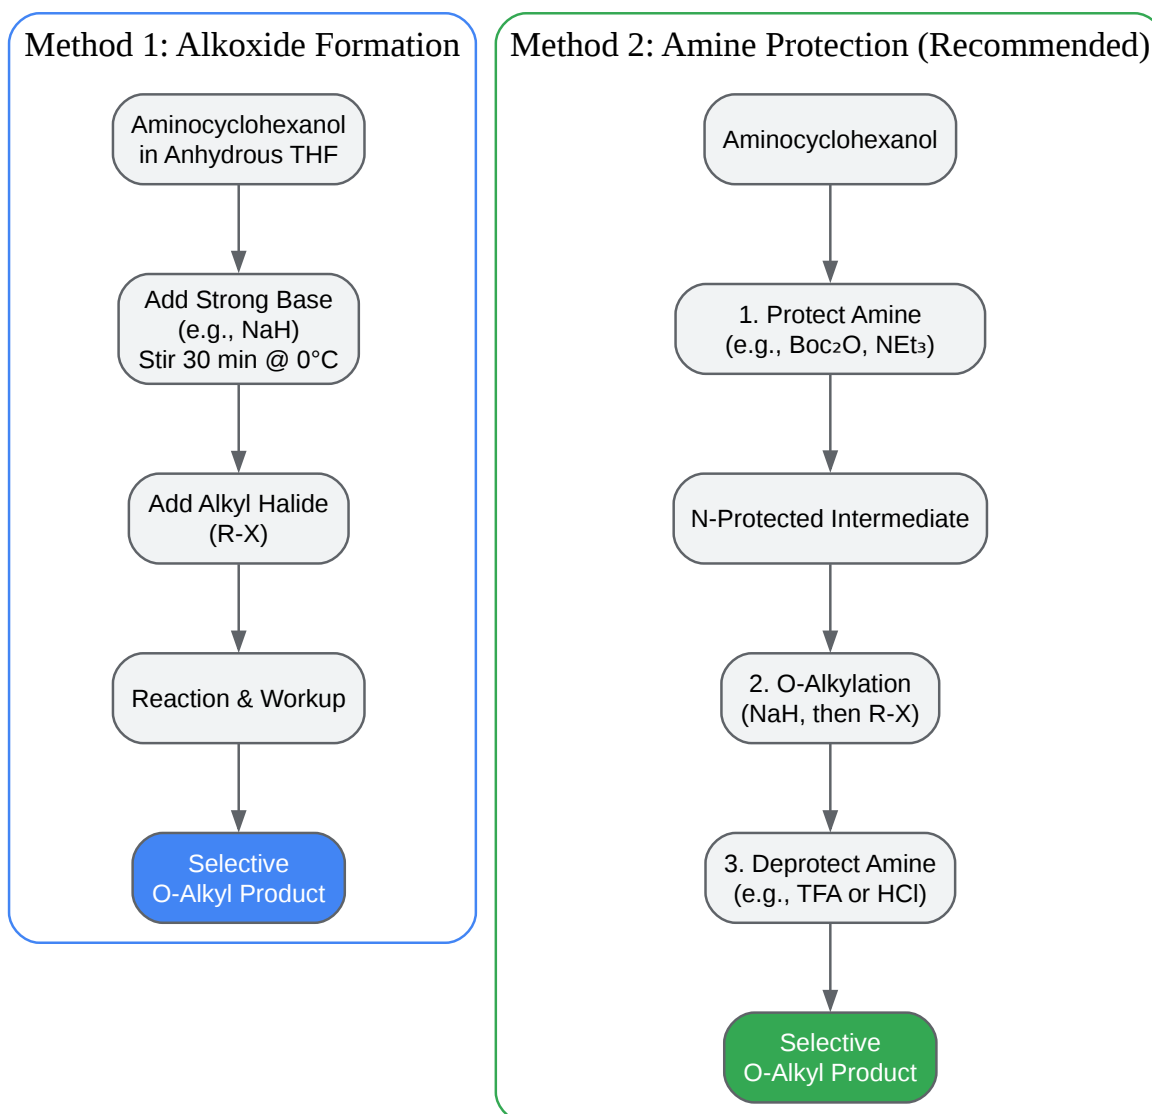 Method 1: Alkoxide Formation
Aminocyclohexanol
in Anhydrous THF
Add Strong Base
(e.g., NaH)
Stir 30 min @ 0°C
Add Alkyl Halide
(R-X)
Reaction & Workup
Selective
O-Alkyl Product
Method 2: Amine Protection (Recommended)
Aminocyclohexanol
1. Protect Amine
(e.g., Boc₂O, NEt₃)
N-Protected Intermediate
2. O-Alkylation
(NaH, then R-X)
3. Deprotect Amine
(e.g., TFA or HCl)
Selective
O-Alkyl Product